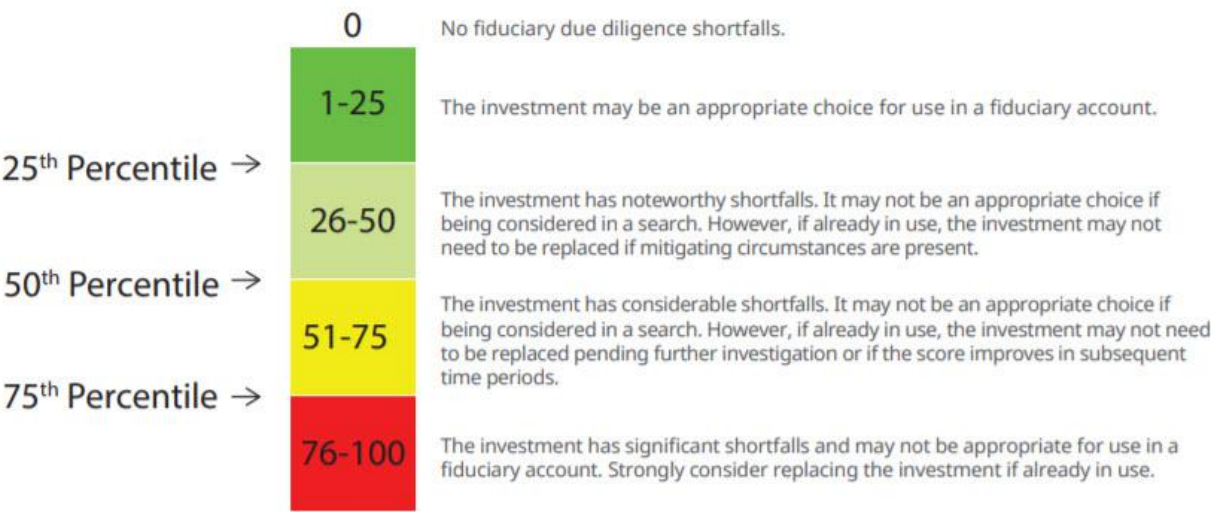 0
No fiduciary due diligence shortfalls.
1-25
The investment may be an appropriate choice for use in a fiduciary account.
25th Percentile →
26-50
The investment has noteworthy shortfalls. It may not be an appropriate choice if
being considered in a search. However, if already in use, the investment may not
need to be replaced if mitigating circumstances are present.
50th Percentile →
51-75
The investment has considerable shortfalls. It may not be an appropriate choice if
being considered in a search. However, if already in use, the investment may not need
to be replaced pending further investigation or if the score improves in subsequent
time periods.
75th Percentile →
76-100
The investment has significant shortfalls and may not be appropriate for use in a
fiduciary account. Strongly consider replacing the investment if already in use.